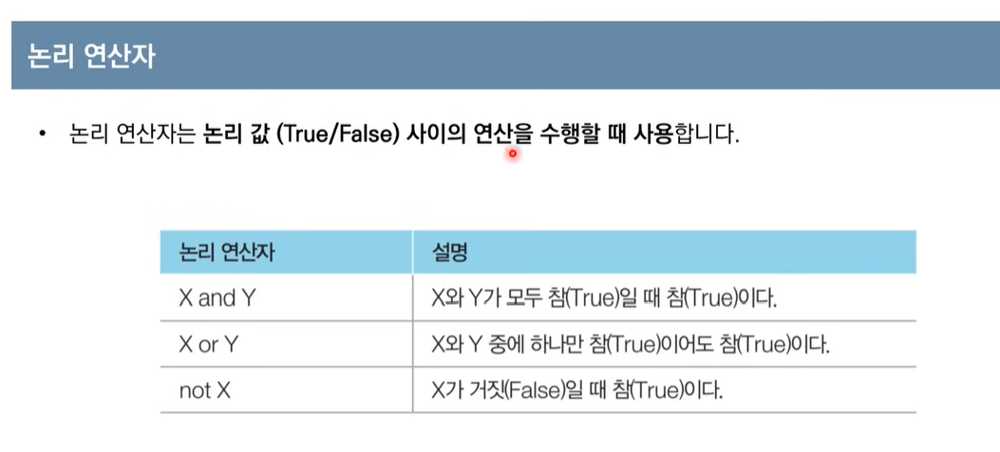 논리 연산자
• 논리 연산자는 논리 값 (True/False) 사이의 연산을 수행할 때 사용합니다.
논리 연산자 설명
X and Y X와 Y가 모두 참(True)일 때 참(True)이다.
X or Y X와 Y 중에 하나만 참(True)이어도 참(True)이다.
not X X가 거짓(False)일 때 참(True)이다.